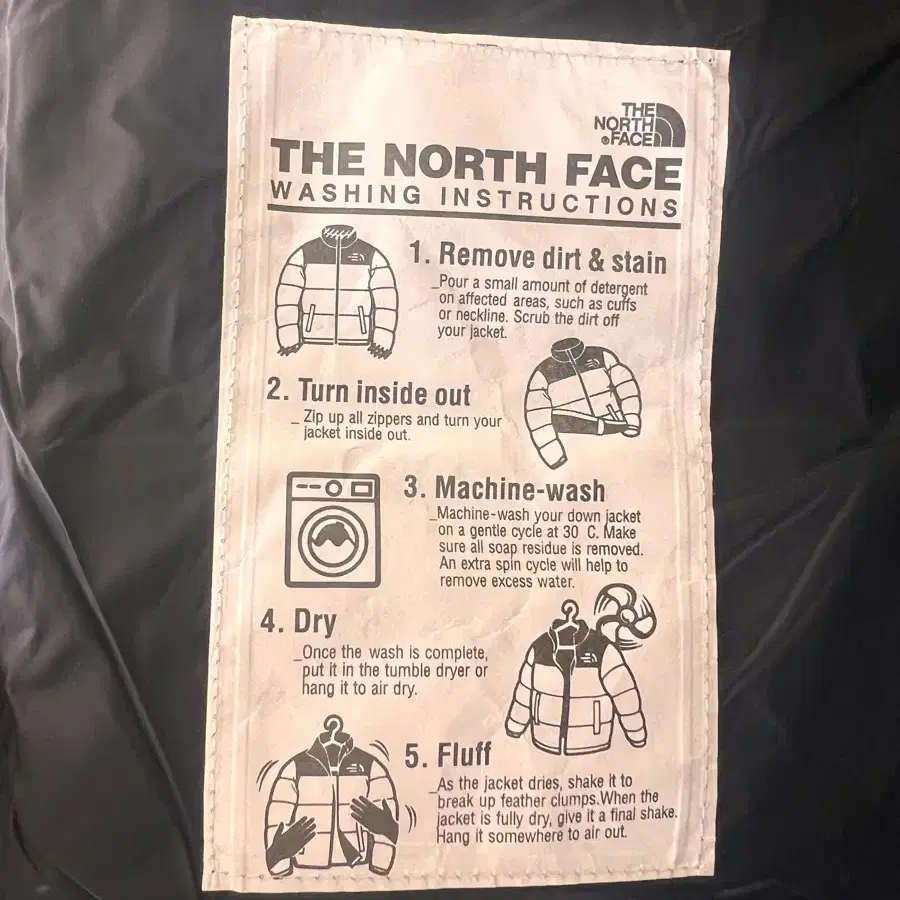 THE
NORTH
FACE
THE NORTH FACE
WASHING INSTRUCTIONS
1. Remove dirt & stain
_Pour a small amount of detergent
on affected areas, such as cuffs
or neckline. Scrub the dirt off
your jacket.
2. Turn inside out
_ Zip up all zippers and turn your
jacket inside out.
3. Machine-wash
_Machine-wash your down jacket
on a gentle cycle at 30 C. Make
sure all soap residue is removed.
An extra spin cycle will help to
remove excess water.
4. Dry
_Once the wash is complete,
put it in the tumble dryer or
hang it to air dry.
5. Fluff
_As the jacket dries, shake it to
break up feather clumps.When the
jacket is fully dry, give it a final shake.
Hang it somewhere to air out.